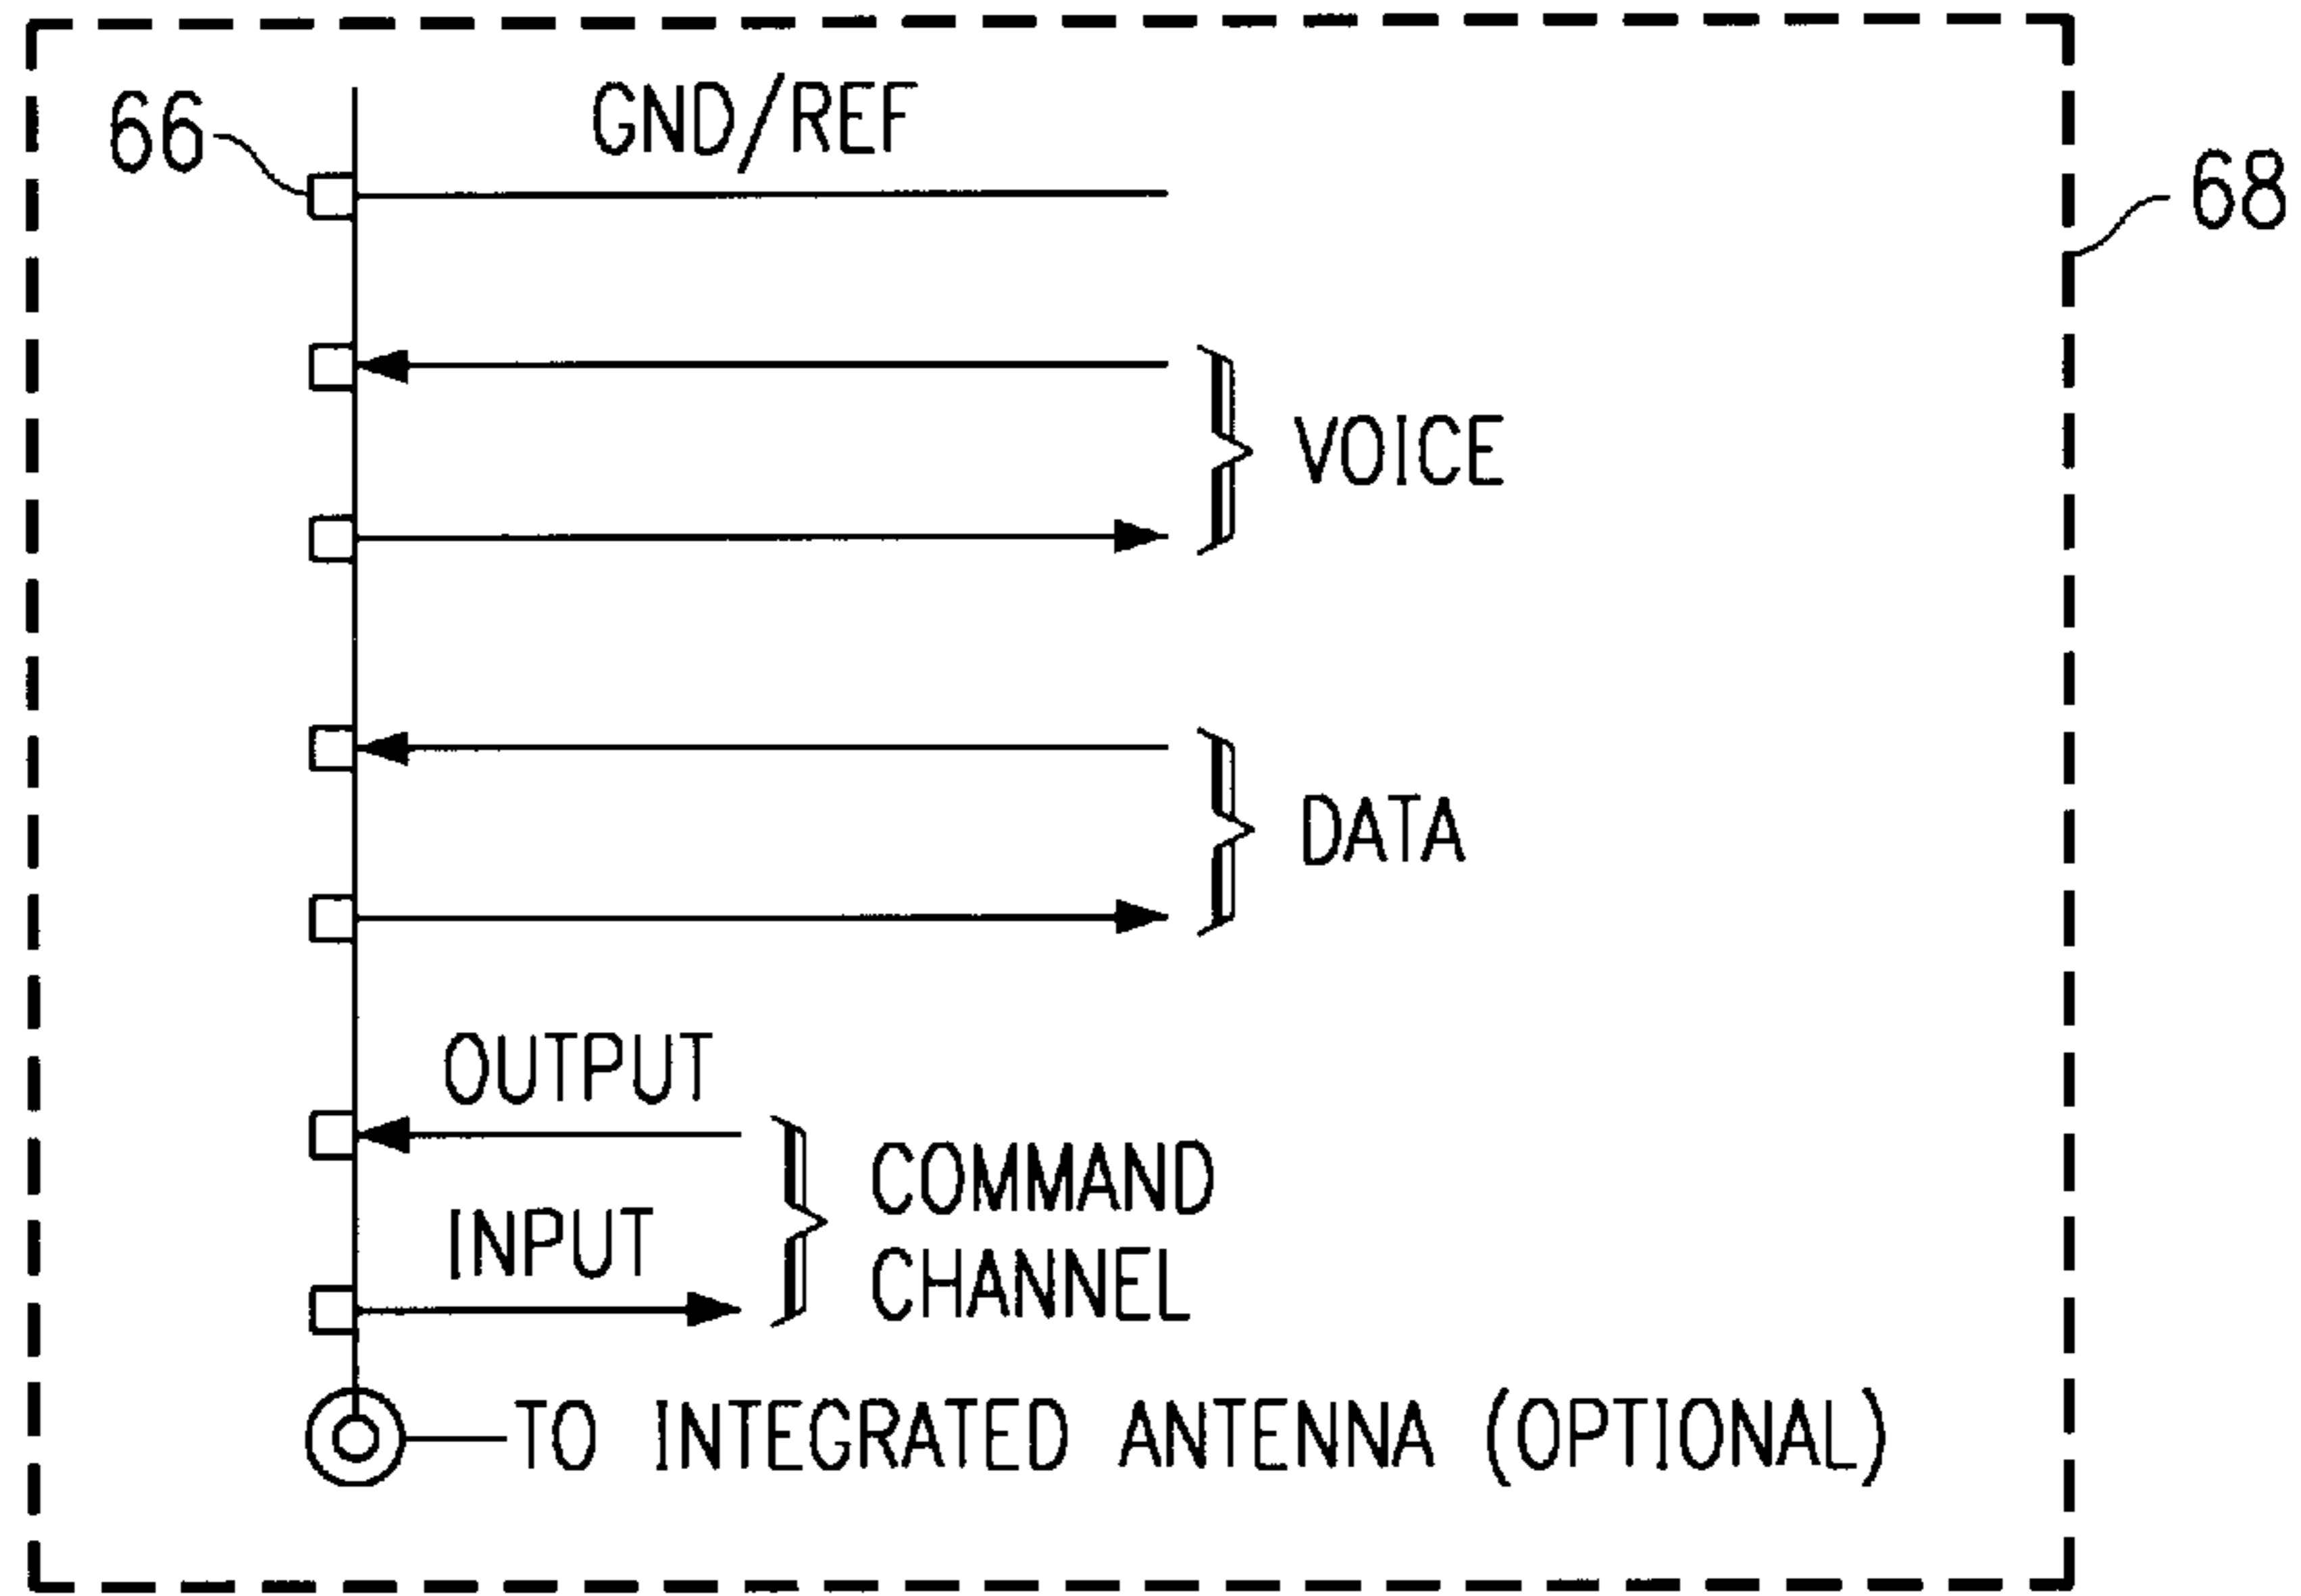 66
GND/REF
68
VOICE
DATA
OUTPUT
INPUT
COMMAND
CHANNEL
TO INTEGRATED ANTENNA (OPTIONAL)